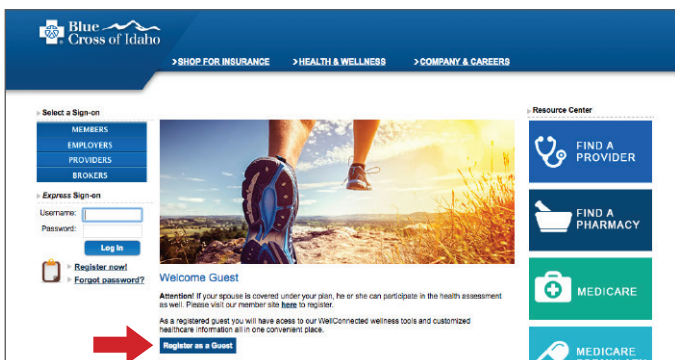 Blue
Cross of Idaho
>SHOP FOR INSURANCE >HEALTH & WELLNESS >COMPANY & CAREERS
Select a Sign-on
MEMBERS
EMPLOYERS
PROVIDERS
BROKERS
Express Sign-on
Username:
Password:
Log In
Register now!
Forgot password?
Welcome Guest
Attention! If your spouse is covered under your plan, he or she can participate in the health assessment
as well. Please visit our member site here to register.
As a registered guest you will have acess to our WellConnected wellness tools and customized
healthcare information all in one convenient place.
Register as a Guest
Resource Center
FIND A
PROVIDER
FIND A
PHARMACY
MEDICARE
MEDICARE